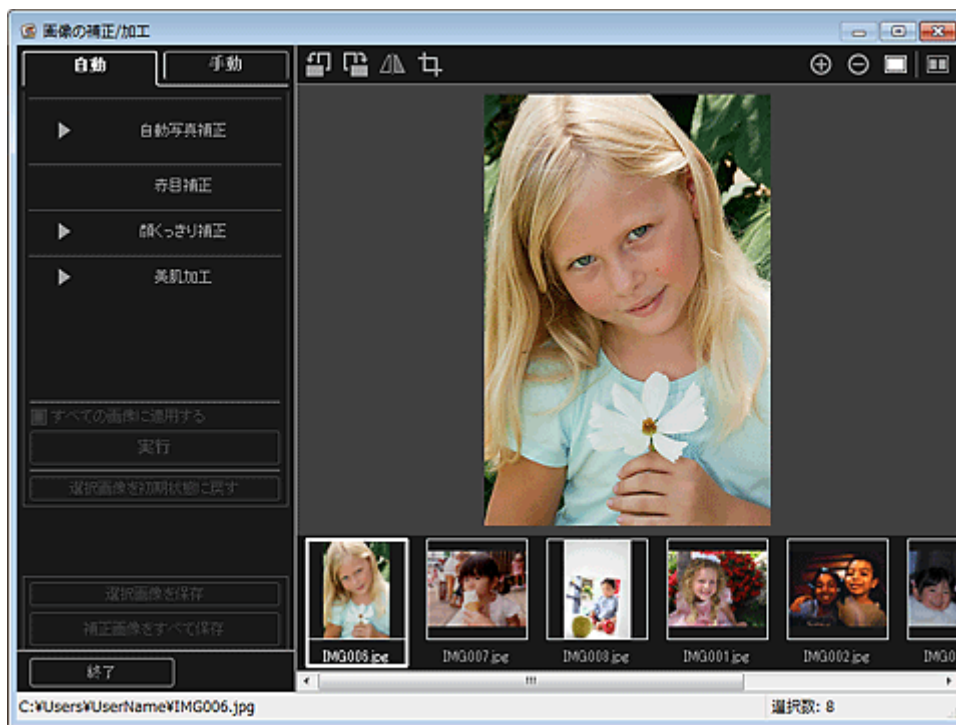 画像の補正/加工
自動 手動
自動写真補正
赤目補正
顔くっきり補正
美肌加工
すべての画像に適用する
実行
選択画像を初期状態に戻す
選択画像を保存
補正画像をすべて保存
終了
IMG006.jpg IMG007.jpg IMG008.jpg IMG001.jpg IMG002.jpg IMG0
C:¥Users¥UserName¥IMG006.jpg 選択数: 8